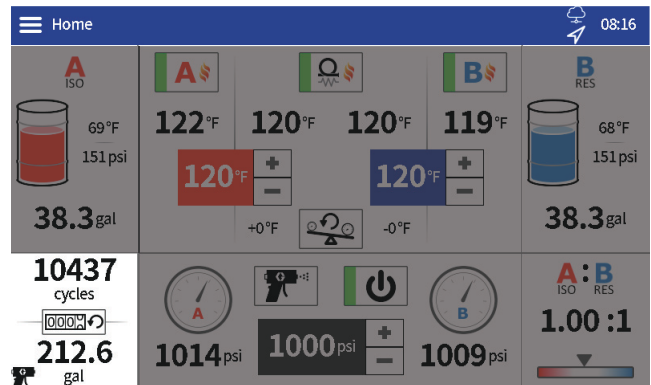 Home
08:16
A
ISO
69°F
151 psi
38.3 gal
A
B
122°F
120°F
120°F
119°F
120°F
+
−
120°F
+
−
+0°F
-0°F
B
RES
68°F
151 psi
38.3 gal
10437
cycles
000
212.6
gal
A
1014 psi
1000 psi
+
−
B
1009 psi
A : B
ISO RES
1.00 :1